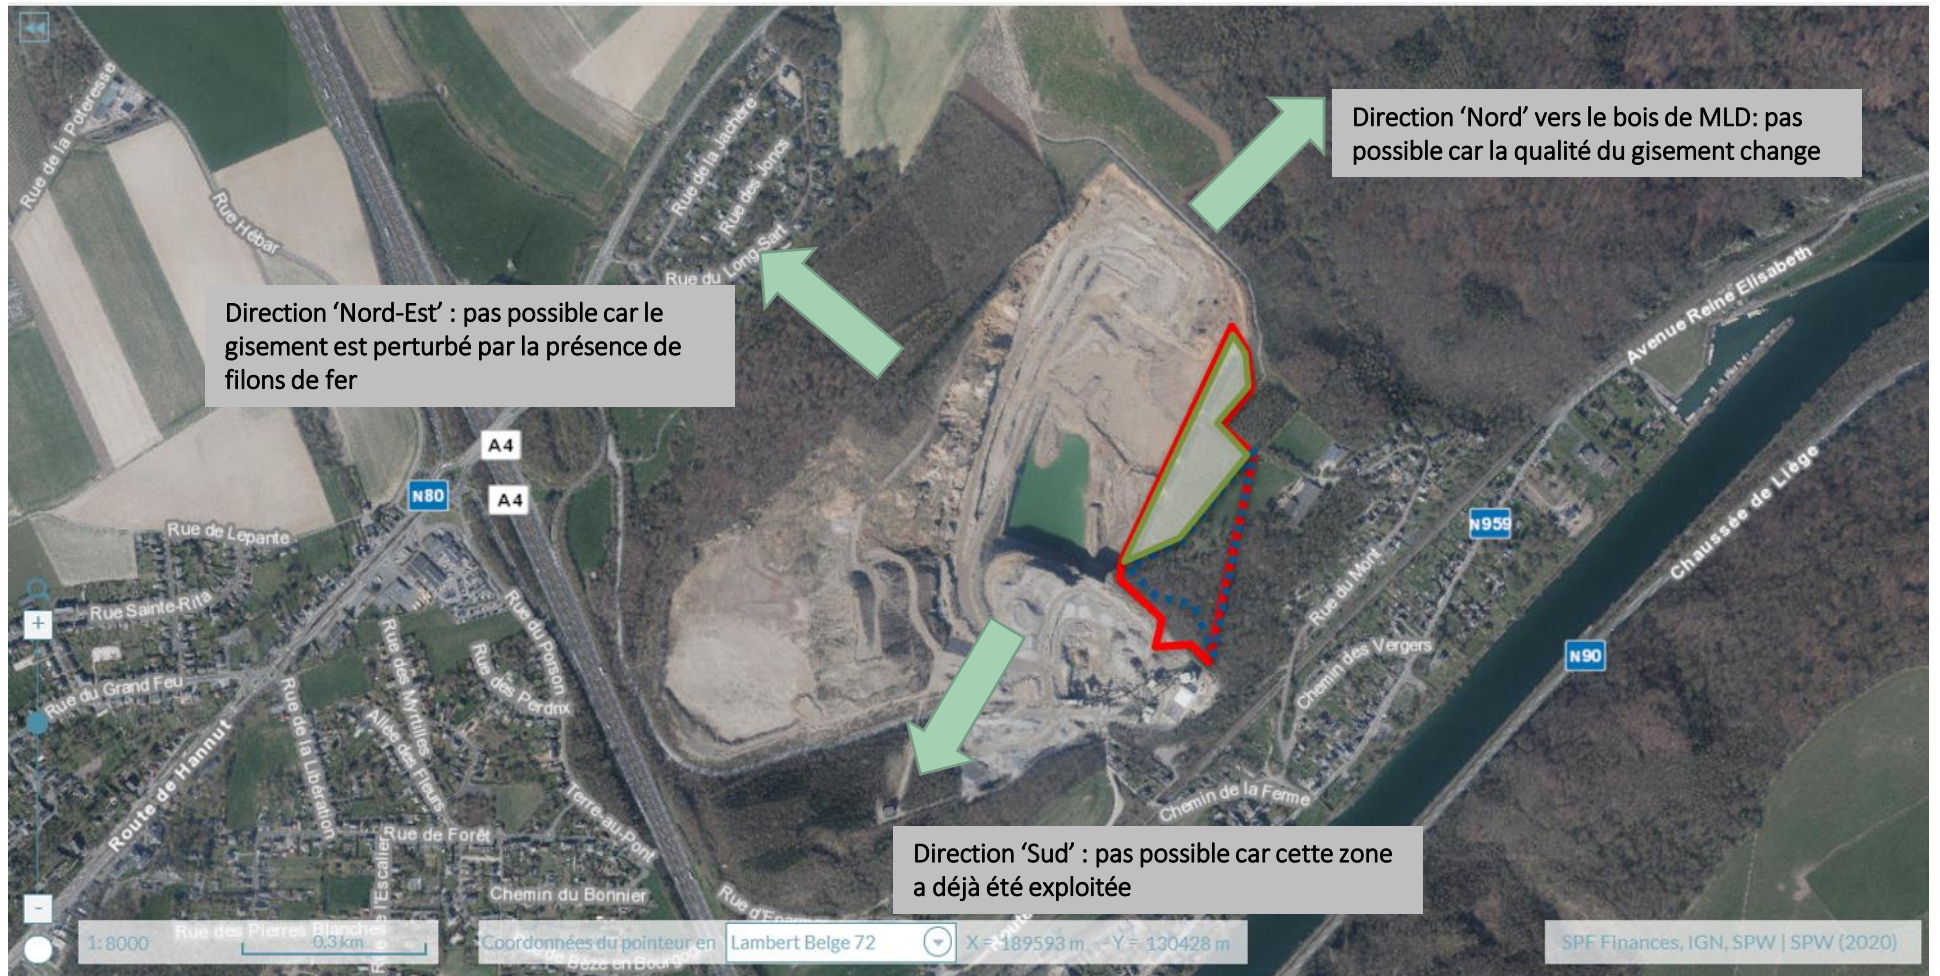 Rue de la Poteresse
Rue Hébar
Rue de la Jachère
Rue des Joncs
Rue du Long-Sart
Direction ‘Nord’ vers le bois de MLD: pas
possible car la qualité du gisement change
Direction ‘Nord-Est’ : pas possible car le
gisement est perturbé par la présence de
filons de fer
Avenue Reine Elisabeth
A4
N80
A4
N959
Chaussée de Liège
Rue de Lepante
Rue Sainte-Rita
Rue du Grand Feu
Rue du Porson
Rue des Perdrix
Rue des Myrtilles
Allée des Fleurs
Rue de la Libération
Route de Hannut
Terre-au-Pont
Rue du Mont
Chemin des Vergers
N90
Chemin de la Ferme
Rue de Forêt
Chemin du Bonnier
Direction ‘Sud’ : pas possible car cette zone
a déjà été exploitée
Rue des Pierres Blanches
Rue de l'Escalier
Route
+
-
1: 8000
0.3 km
Coordonnées du pointeur en
Lambert Belge 72
X = 189593 m - Y = 130428 m
SPF Finances, IGN, SPW | SPW (2020)